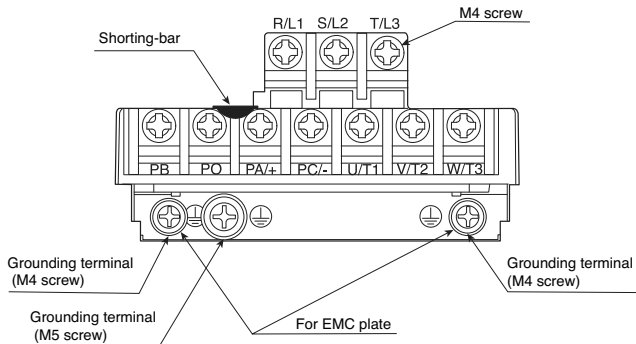 R/L1 S/L2 T/L3
M4 screw
Shorting-bar
PB PO PA/+ PC/- U/T1 V/T2 W/T3
Grounding terminal
(M4 screw)
Grounding terminal
(M5 screw)
For EMC plate
Grounding terminal
(M4 screw)